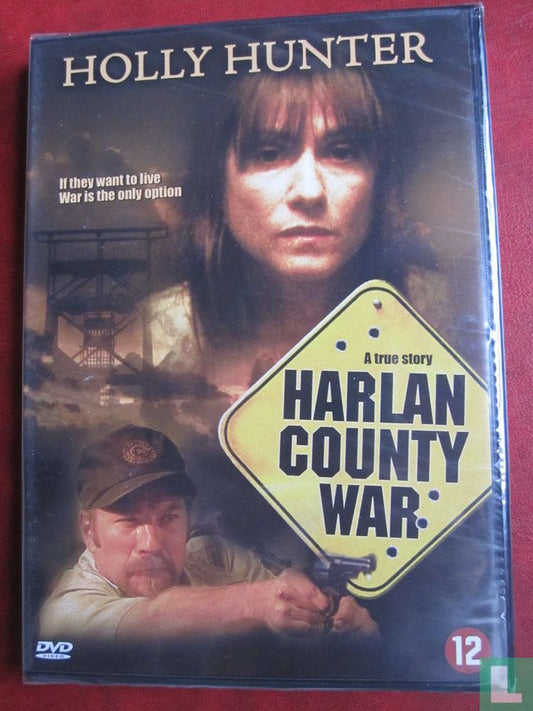 HOLLY HUNTER
If they want to live
War is the only option
A true story
HARLAN
COUNTY
WAR
DVD
VIDEO
12
L